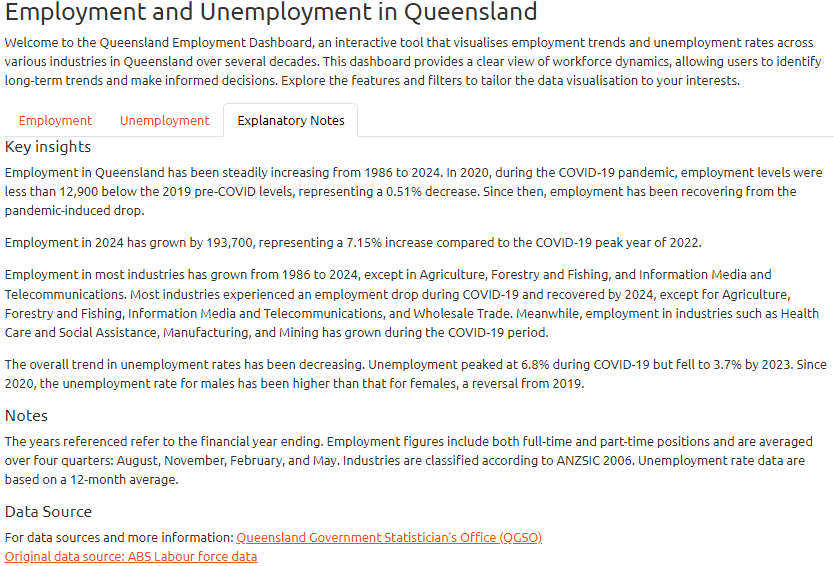 Employment and Unemployment in Queensland
Welcome to the Queensland Employment Dashboard, an interactive tool that visualises employment trends and unemployment rates across
various industries in Queensland over several decades. This dashboard provides a clear view of workforce dynamics, allowing users to identify
long-term trends and make informed decisions. Explore the features and filters to tailor the data visualisation to your interests.
Employment Unemployment Explanatory Notes
Key insights
Employment in Queensland has been steadily increasing from 1986 to 2024. In 2020, during the COVID-19 pandemic, employment levels were
less than 12,900 below the 2019 pre-COVID levels, representing a 0.51% decrease. Since then, employment has been recovering from the
pandemic-induced drop.
Employment in 2024 has grown by 193,700, representing a 7.15% increase compared to the COVID-19 peak year of 2022.
Employment in most industries has grown from 1986 to 2024, except in Agriculture, Forestry and Fishing, and Information Media and
Telecommunications. Most industries experienced an employment drop during COVID-19 and recovered by 2024, except for Agriculture,
Forestry and Fishing, Information Media and Telecommunications, and Wholesale Trade. Meanwhile, employment in industries such as Health
Care and Social Assistance, Manufacturing, and Mining has grown during the COVID-19 period.
The overall trend in unemployment rates has been decreasing. Unemployment peaked at 6.8% during COVID-19 but fell to 3.7% by 2023. Since
2020, the unemployment rate for males has been higher than that for females, a reversal from 2019.
Notes
The years referenced refer to the financial year ending. Employment figures include both full-time and part-time positions and are averaged
over four quarters: August, November, February, and May. Industries are classified according to ANZSIC 2006. Unemployment rate data are
based on a 12-month average.
Data Source
For data sources and more information: Queensland Government Statistician's Office (QGSO)
Original data source: ABS Labour force data